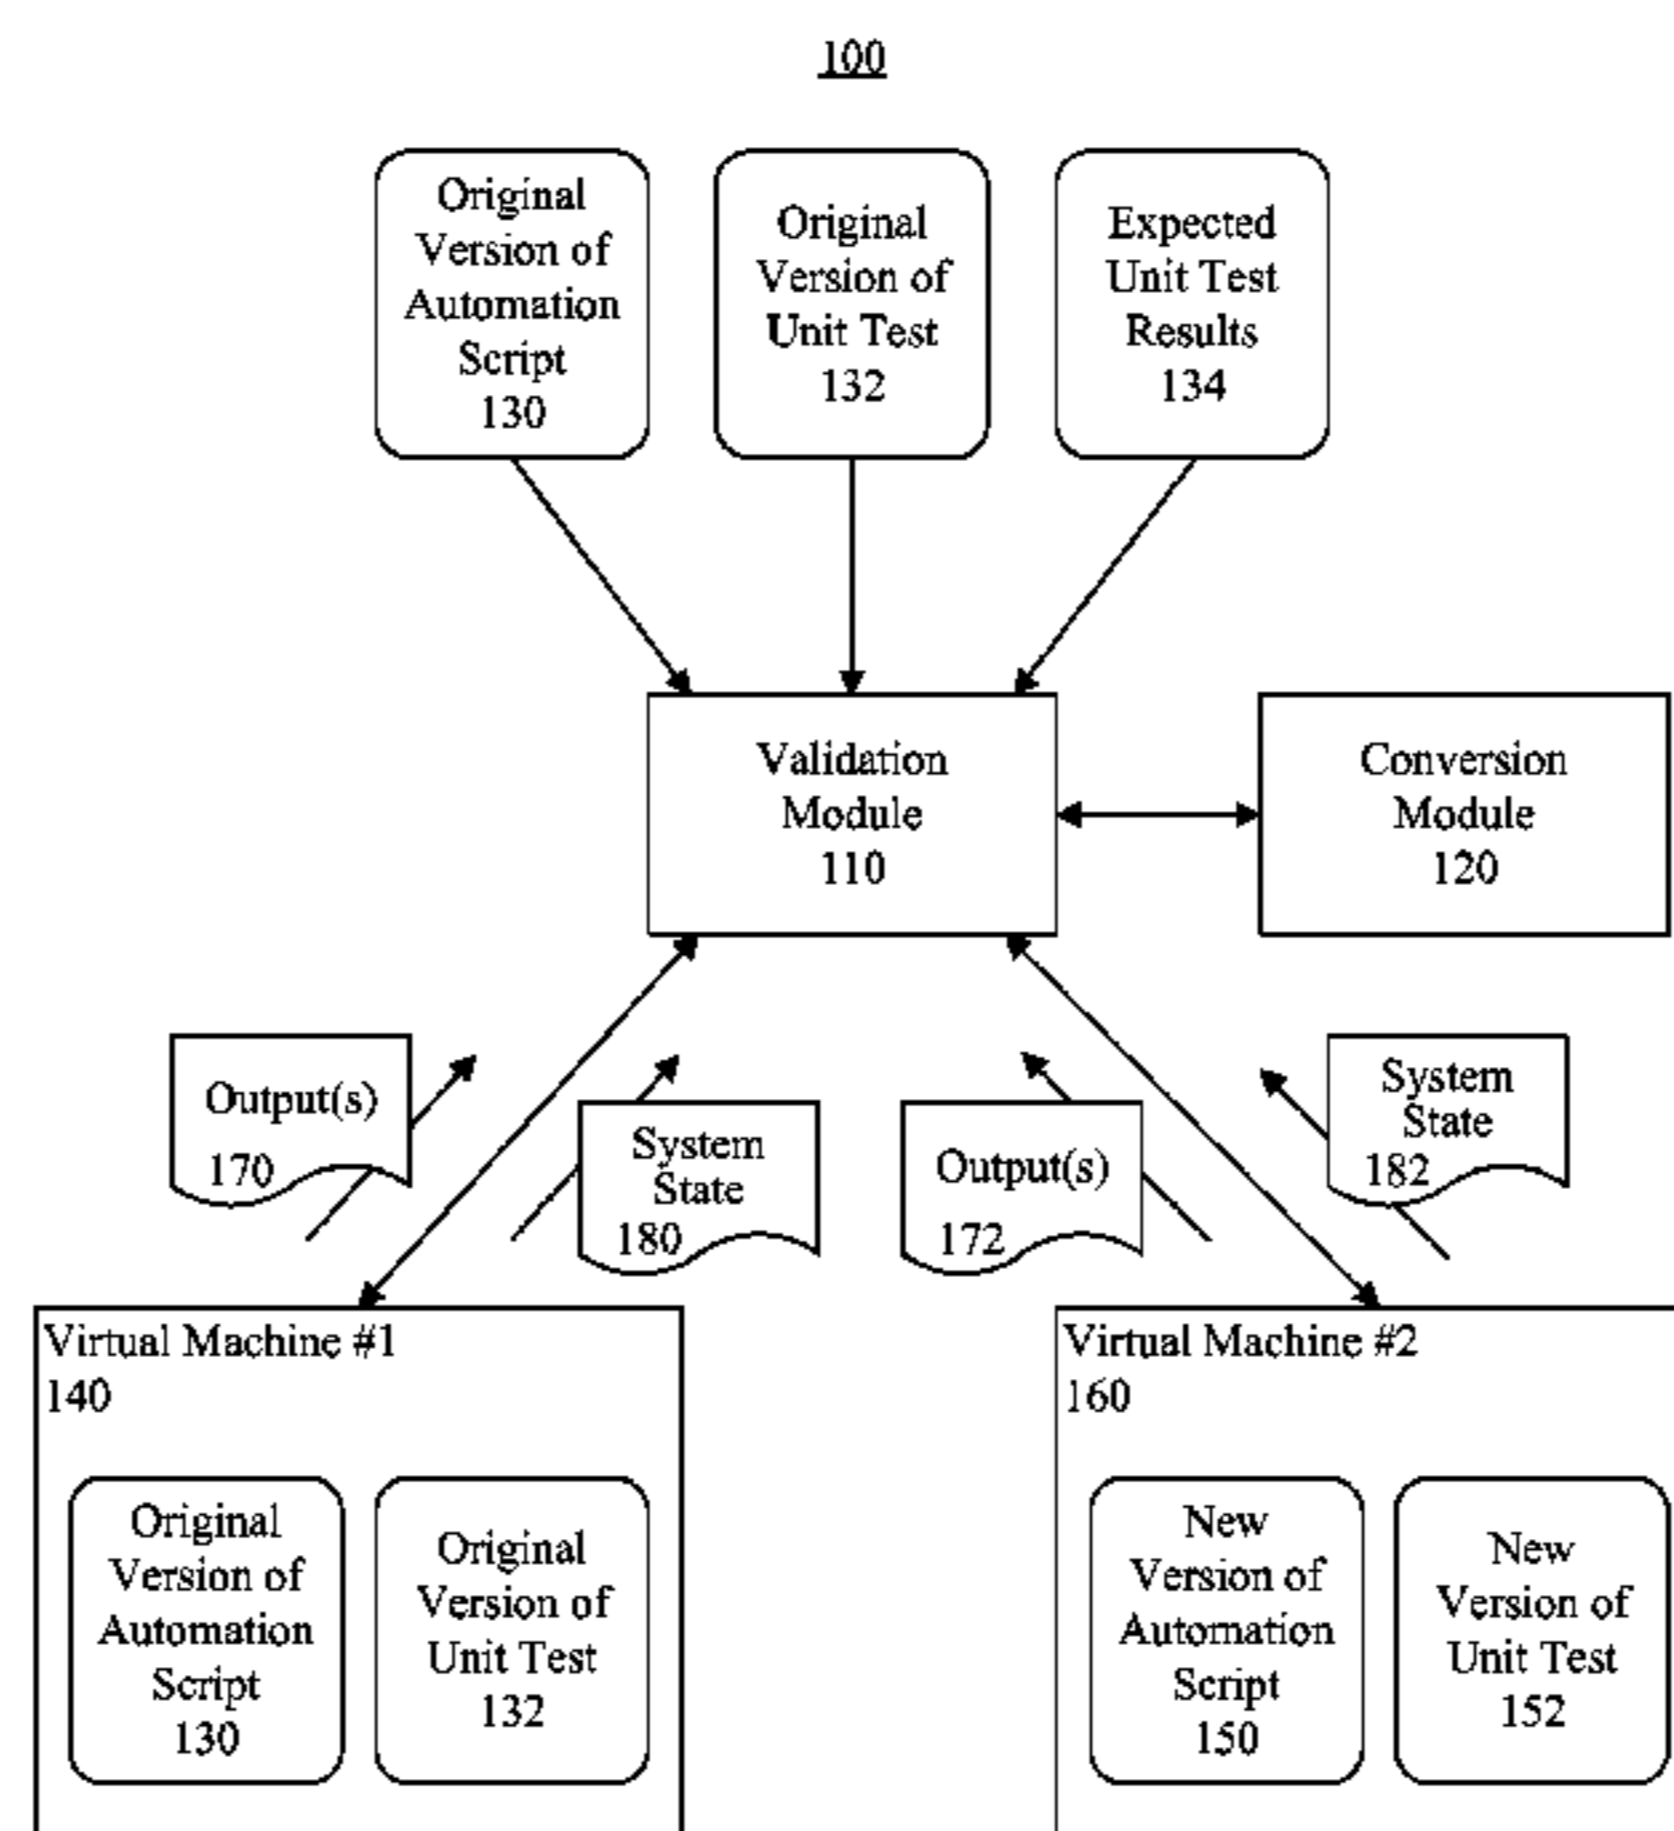 100
Original
Version of
Automation
Script
130
Original
Version of
Unit Test
132
Expected
Unit Test
Results
134
Validation
Module
110
Conversion
Module
120
Output(s)
170
System
State
180
Output(s)
172
System
State
182
Virtual Machine #1
140
Original
Version of
Automation
Script
130
Original
Version of
Unit Test
132
Virtual Machine #2
160
New
Version of
Automation
Script
150
New
Version of
Unit Test
152